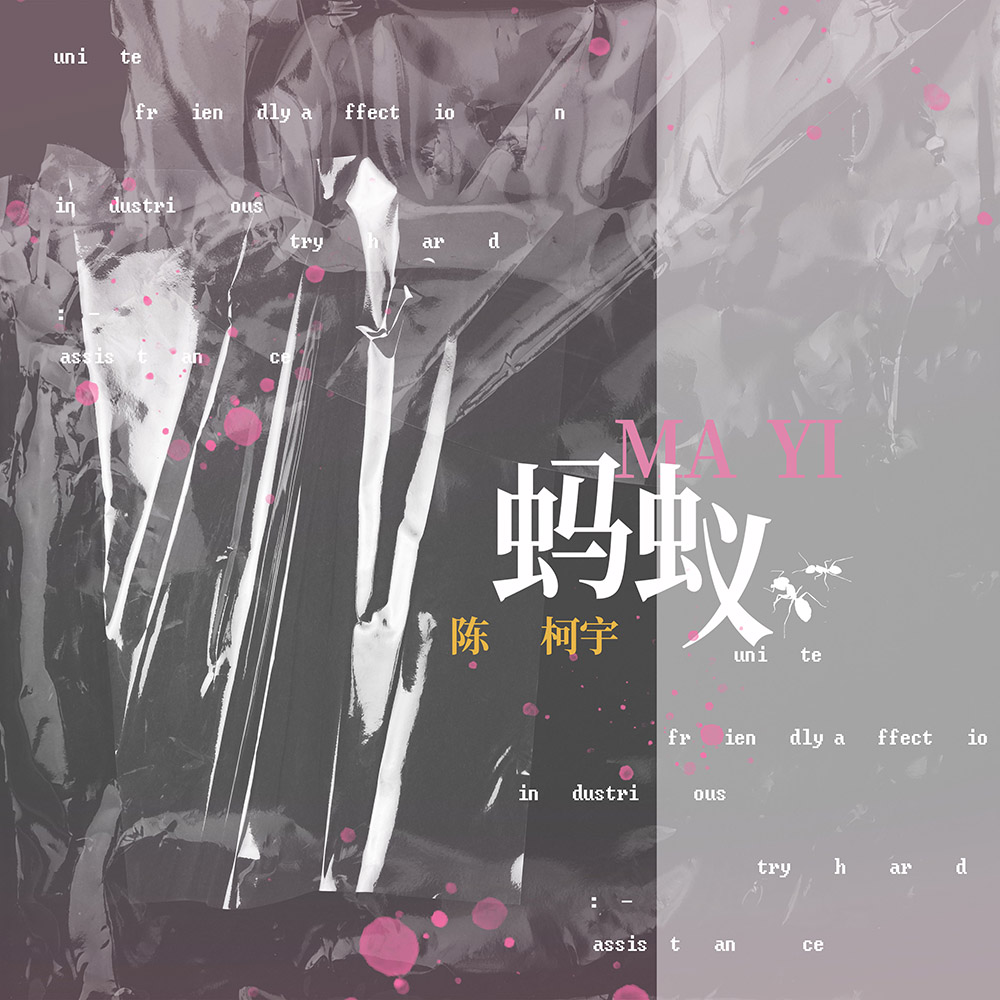 uni te
fr ien dly a ffect io n
in dustri ous
try h ar d
: -
assis t an ce
MA YI
蚂蚁
陈 柯宇
uni te
fr ien dly a ffect io
in dustri ous
try h ar d
: -
assis t an ce